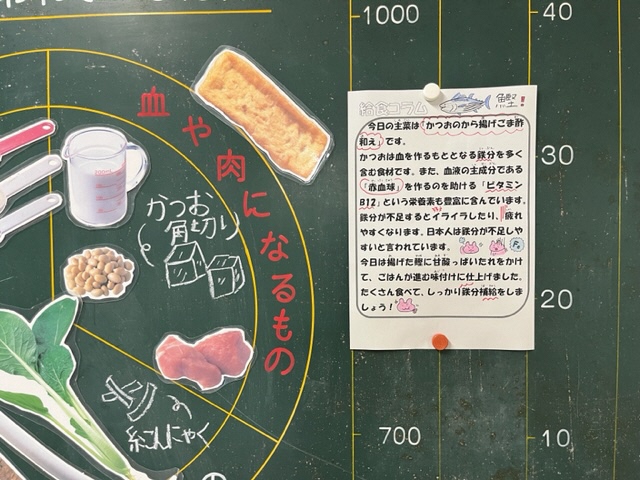 血や肉になるもの
かつお
角切り
糸こんにゃく
の
1000
700
40
30
20
10
給食コラム 鰹!
今日の主菜は「かつおのから揚げごま酢
和え」です。
かつおは血を作るもととなる鉄分を多く
含む食材です。また、血液の主成分である
「赤血球」を作るのを助ける「ビタミン
B12」という栄養素も豊富に含んでいます。
鉄分が不足するとイライラしたり、疲れ
やすくなります。日本人は鉄分が不足しや
すいと言われています。
今日は揚げた鰹に甘酸っぱいたれをかけ
て、ごはんが進む味付けに仕上げました。
たくさん食べて、しっかり鉄分補給をしま
しょう!